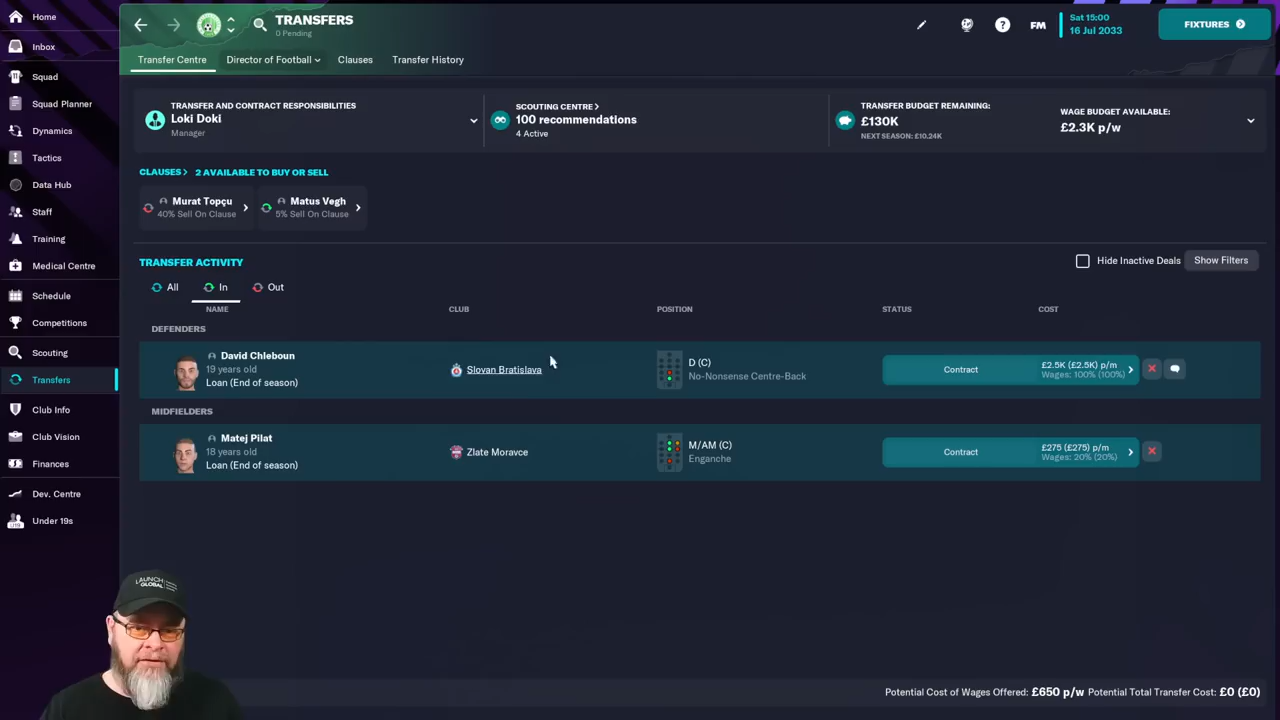 Home
Inbox
Squad
Squad Planner
Dynamics
Tactics
Data Hub
Staff
Training
Medical Centre
Schedule
Competitions
Scouting
Transfers
Club Info
Club Vision
Finances
Dev. Centre
Under 19s
TRANSFERS
0 Pending
FM
Sat 15:00
16 Jul 2033
FIXTURES
Transfer Centre
Director of Football
Clauses
Transfer History
TRANSFER AND CONTRACT RESPONSIBILITIES
Loki Doki
Manager
SCOUTING CENTRE >
100 recommendations
4 Active
TRANSFER BUDGET REMAINING:
£130K
NEXT SEASON: £10.24K
WAGE BUDGET AVAILABLE:
£2.3K p/w
CLAUSES > 2 AVAILABLE TO BUY OR SELL
Murat Topçu
40% Sell On Clause
Matus Vegh
5% Sell On Clause
TRANSFER ACTIVITY
Hide Inactive Deals
Show Filters
All
In
Out
NAME CLUB POSITION STATUS COST
DEFENDERS
David Chleboun
19 years old
Loan (End of season)
Slovan Bratislava
D (C)
No-Nonsense Centre-Back
Contract
£2.5K (£2.5K) p/m
Wages: 100% (100%)
MIDFIELDERS
Matej Pilat
18 years old
Loan (End of season)
Zlate Moravce
M/AM (C)
Enganche
Contract
£275 (£275) p/m
Wages: 20% (20%)
LAUNCH
GLOBAL
Potential Cost of Wages Offered: £650 p/w Potential Total Transfer Cost: £0 (£0)